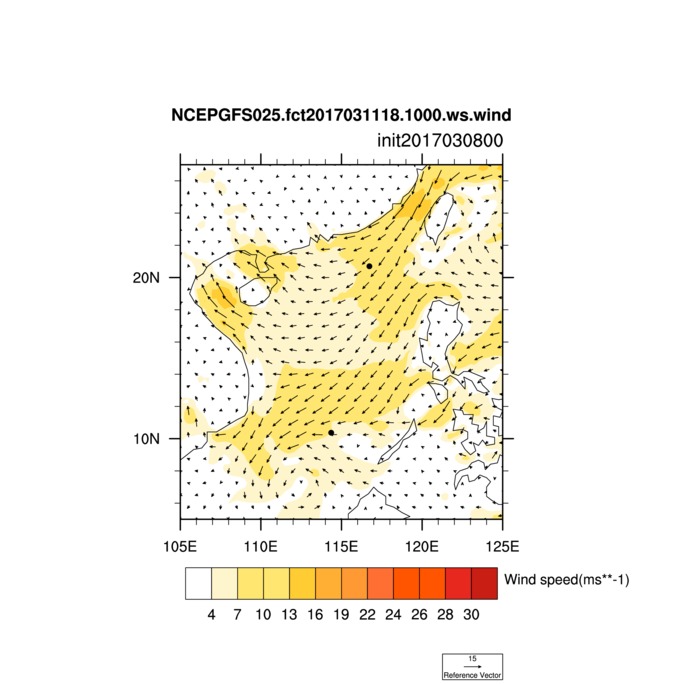 NCEPGFS025.fct2017031118.1000.ws.wind
init2017030800
20N
10N
105E 110E 115E 120E 125E
4 7 10 13 16 19 22 24 26 28 30
Wind speed(ms**-1)
15
Reference Vector